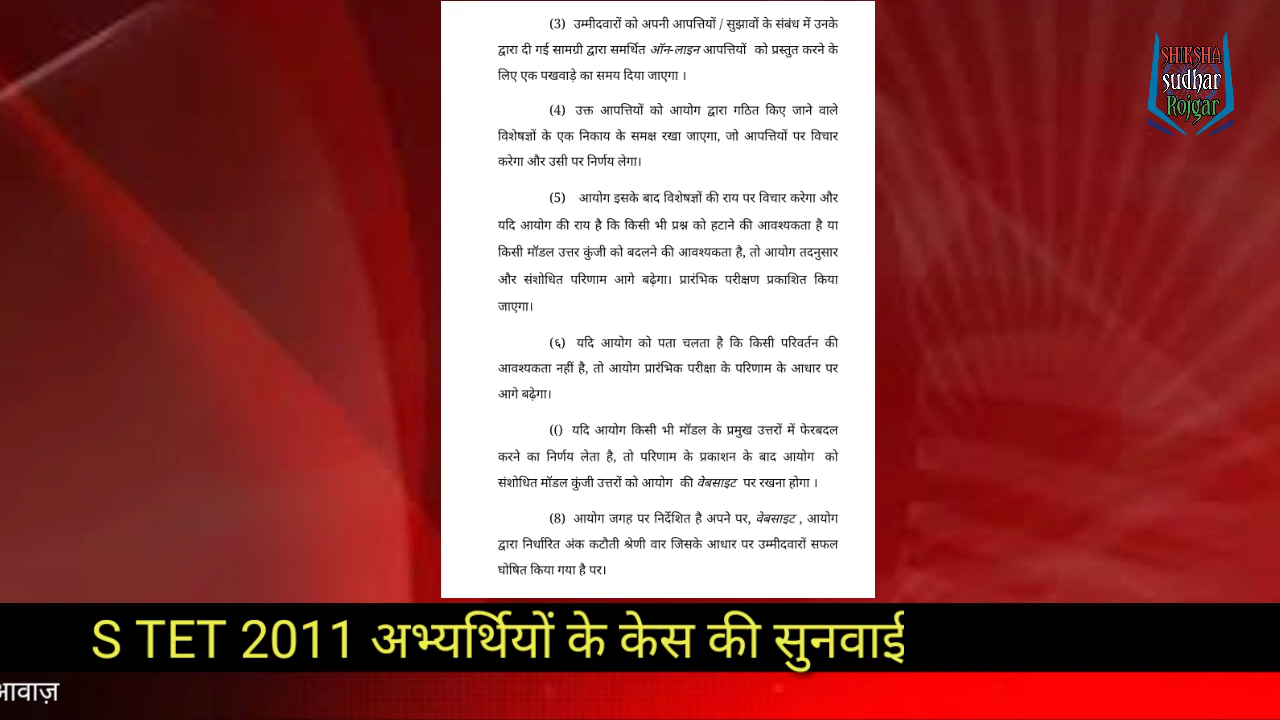 (3) उम्मीदवारों को अपनी आपत्तियों / सुझावों के संबंध में उनके
द्वारा दी गई सामग्री द्वारा समर्थित ऑन-लाइन आपत्तियों को प्रस्तुत करने के
लिए एक पखवाड़े का समय दिया जाएगा ।
(4) उक्त आपत्तियों को आयोग द्वारा गठित किए जाने वाले
विशेषज्ञों के एक निकाय के समक्ष रखा जाएगा, जो आपत्तियों पर विचार
करेगा और उसी पर निर्णय लेगा।
(5) आयोग इसके बाद विशेषज्ञों की राय पर विचार करेगा और
यदि आयोग की राय है कि किसी भी प्रश्न को हटाने की आवश्यकता है या
किसी मॉडल उत्तर कुंजी को बदलने की आवश्यकता है, तो आयोग तदनुसार
और संशोधित परिणाम आगे बढ़ेगा। प्रारंभिक परीक्षण प्रकाशित किया
जाएगा।
(६) यदि आयोग को पता चलता है कि किसी परिवर्तन की
आवश्यकता नहीं है, तो आयोग प्रारंभिक परीक्षा के परिणाम के आधार पर
आगे बढ़ेगा।
(() यदि आयोग किसी भी मॉडल के प्रमुख उत्तरों में फेरबदल
करने का निर्णय लेता है, तो परिणाम के प्रकाशन के बाद आयोग को
संशोधित मॉडल कुंजी उत्तरों को आयोग की वेबसाइट पर रखना होगा ।
(8) आयोग जगह पर निर्देशित है अपने पर, वेबसाइट , आयोग
द्वारा निर्धारित अंक कटौती श्रेणी वार जिसके आधार पर उम्मीदवारों सफल
घोषित किया गया है पर।
SHIKSHA
sudhar
Rojgar
S TET 2011 अभ्यर्थियों के केस की सुनवाई
आवाज़